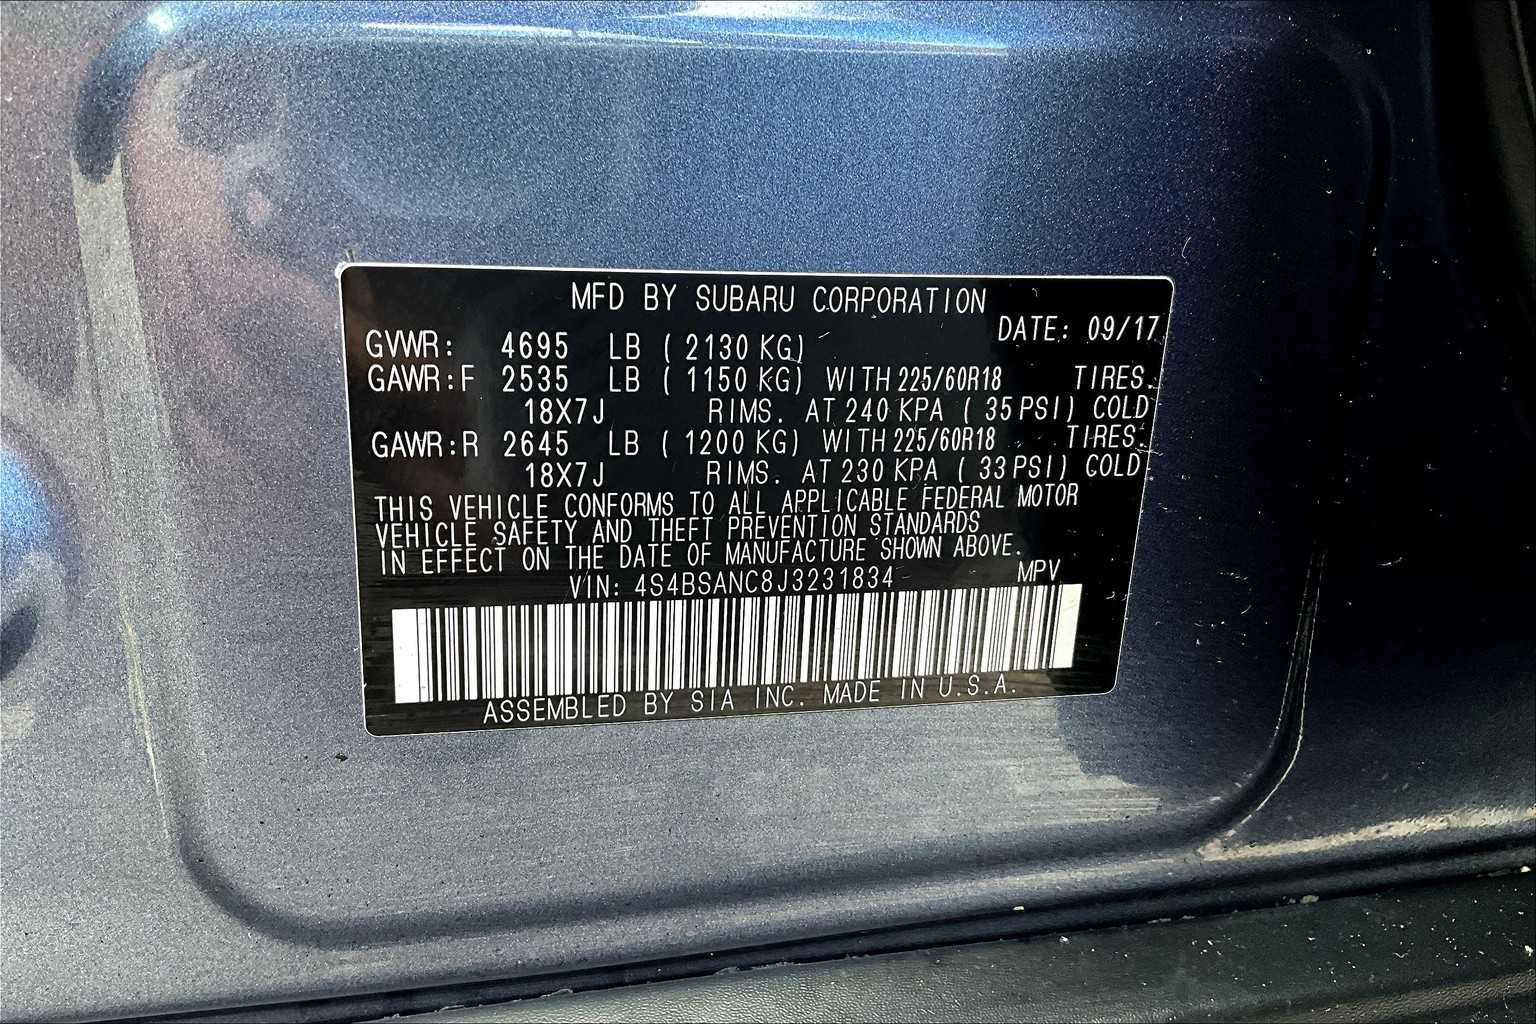 MFD BY SUBARU CORPORATION
DATE: 09/17
GVWR: 4695 LB ( 2130 KG)
GAWR:F 2535 LB ( 1150 KG) WITH 225/60R18 TIRES.
18X7J RIMS. AT 240 KPA ( 35 PSI) COLD
GAWR:R 2645 LB ( 1200 KG) WITH 225/60R18 TIRES.
18X7J RIMS. AT 230 KPA ( 33 PSI) COLD
THIS VEHICLE CONFORMS TO ALL APPLICABLE FEDERAL MOTOR
VEHICLE SAFETY AND THEFT PREVENTION STANDARDS
IN EFFECT ON THE DATE OF MANUFACTURE SHOWN ABOVE.
VIN: 4S4BSANC8J3231834 MPV
ASSEMBLED BY SIA INC. MADE IN U.S.A.